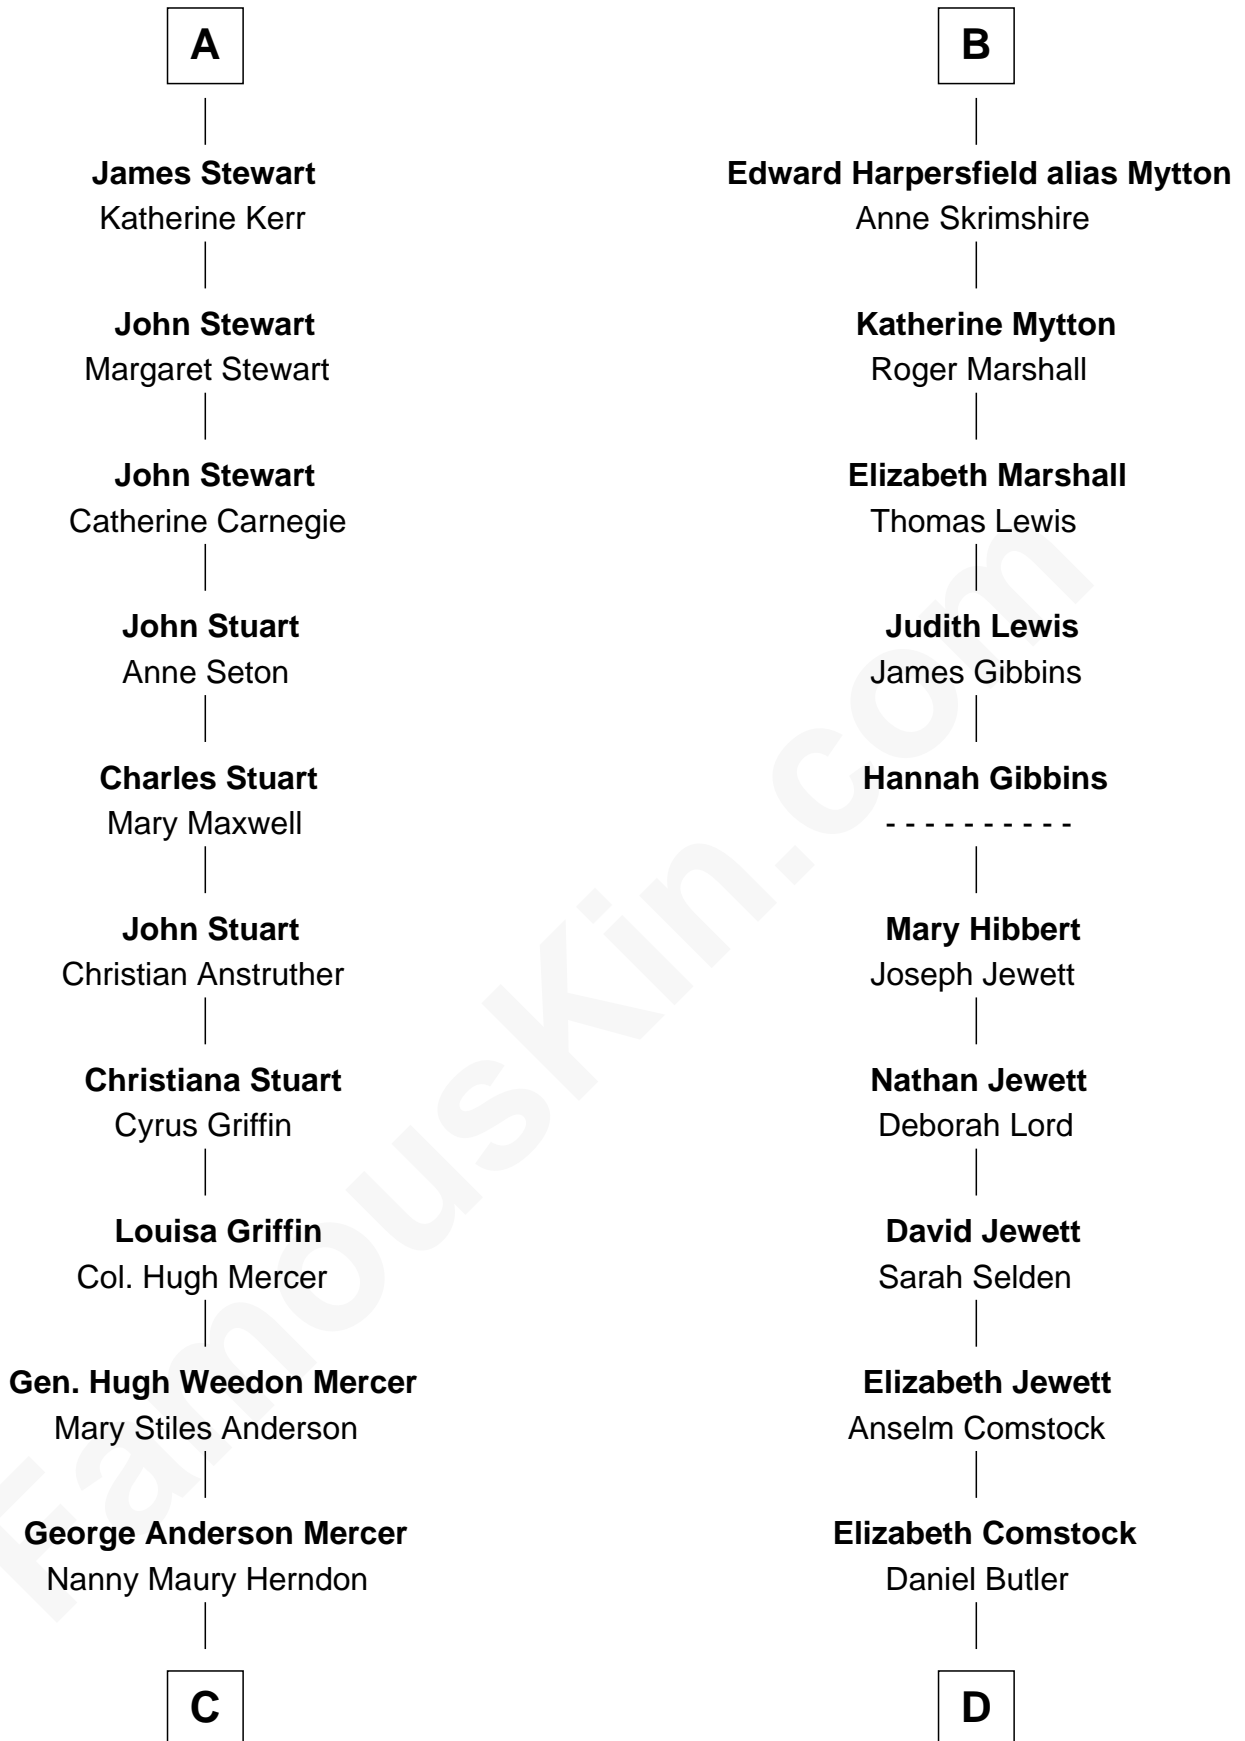 A
James Stewart
Katherine Kerr
John Stewart
Margaret Stewart
John Stewart
Catherine Carnegie
John Stuart
Anne Seton
Charles Stuart
Mary Maxwell
John Stuart
Christian Anstruther
Christiana Stuart
Cyrus Griffin
Louisa Griffin
Col. Hugh Mercer
Gen. Hugh Weedon Mercer
Mary Stiles Anderson
George Anderson Mercer
Nanny Maury Herndon
C
B
Edward Harpersfield alias Mytton
Anne Skrimshire
Katherine Mytton
Roger Marshall
Elizabeth Marshall
Thomas Lewis
Judith Lewis
James Gibbins
Hannah Gibbins
- - - - - - - - - -
Mary Hibbert
Joseph Jewett
Nathan Jewett
Deborah Lord
David Jewett
Sarah Selden
Elizabeth Jewett
Anselm Comstock
Elizabeth Comstock
Daniel Butler
D
FamousKin.com